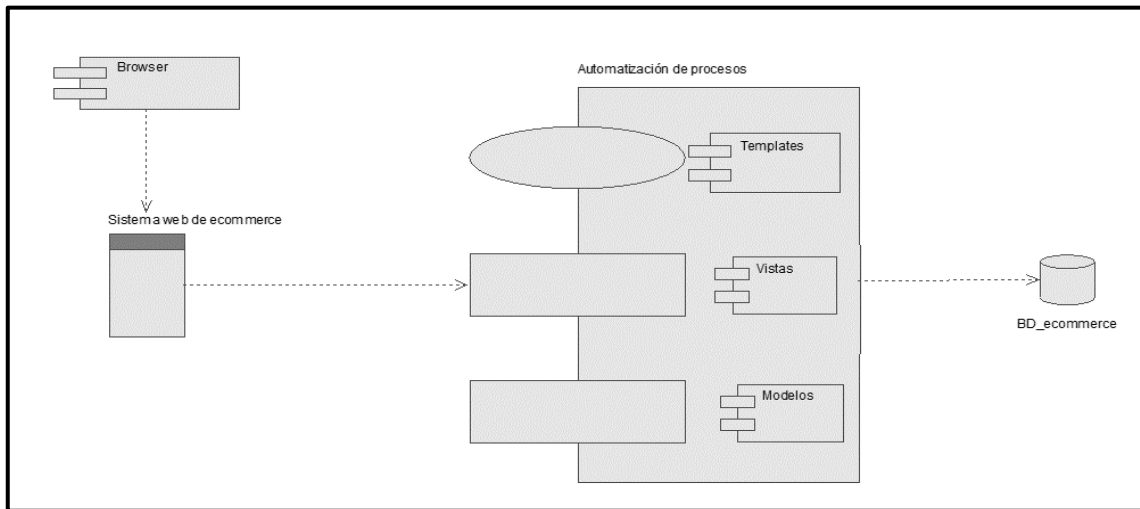 Browser
Automatización de procesos
Templates
Sistema web de ecommerce
Vistas
BD_ecommerce
Modelos